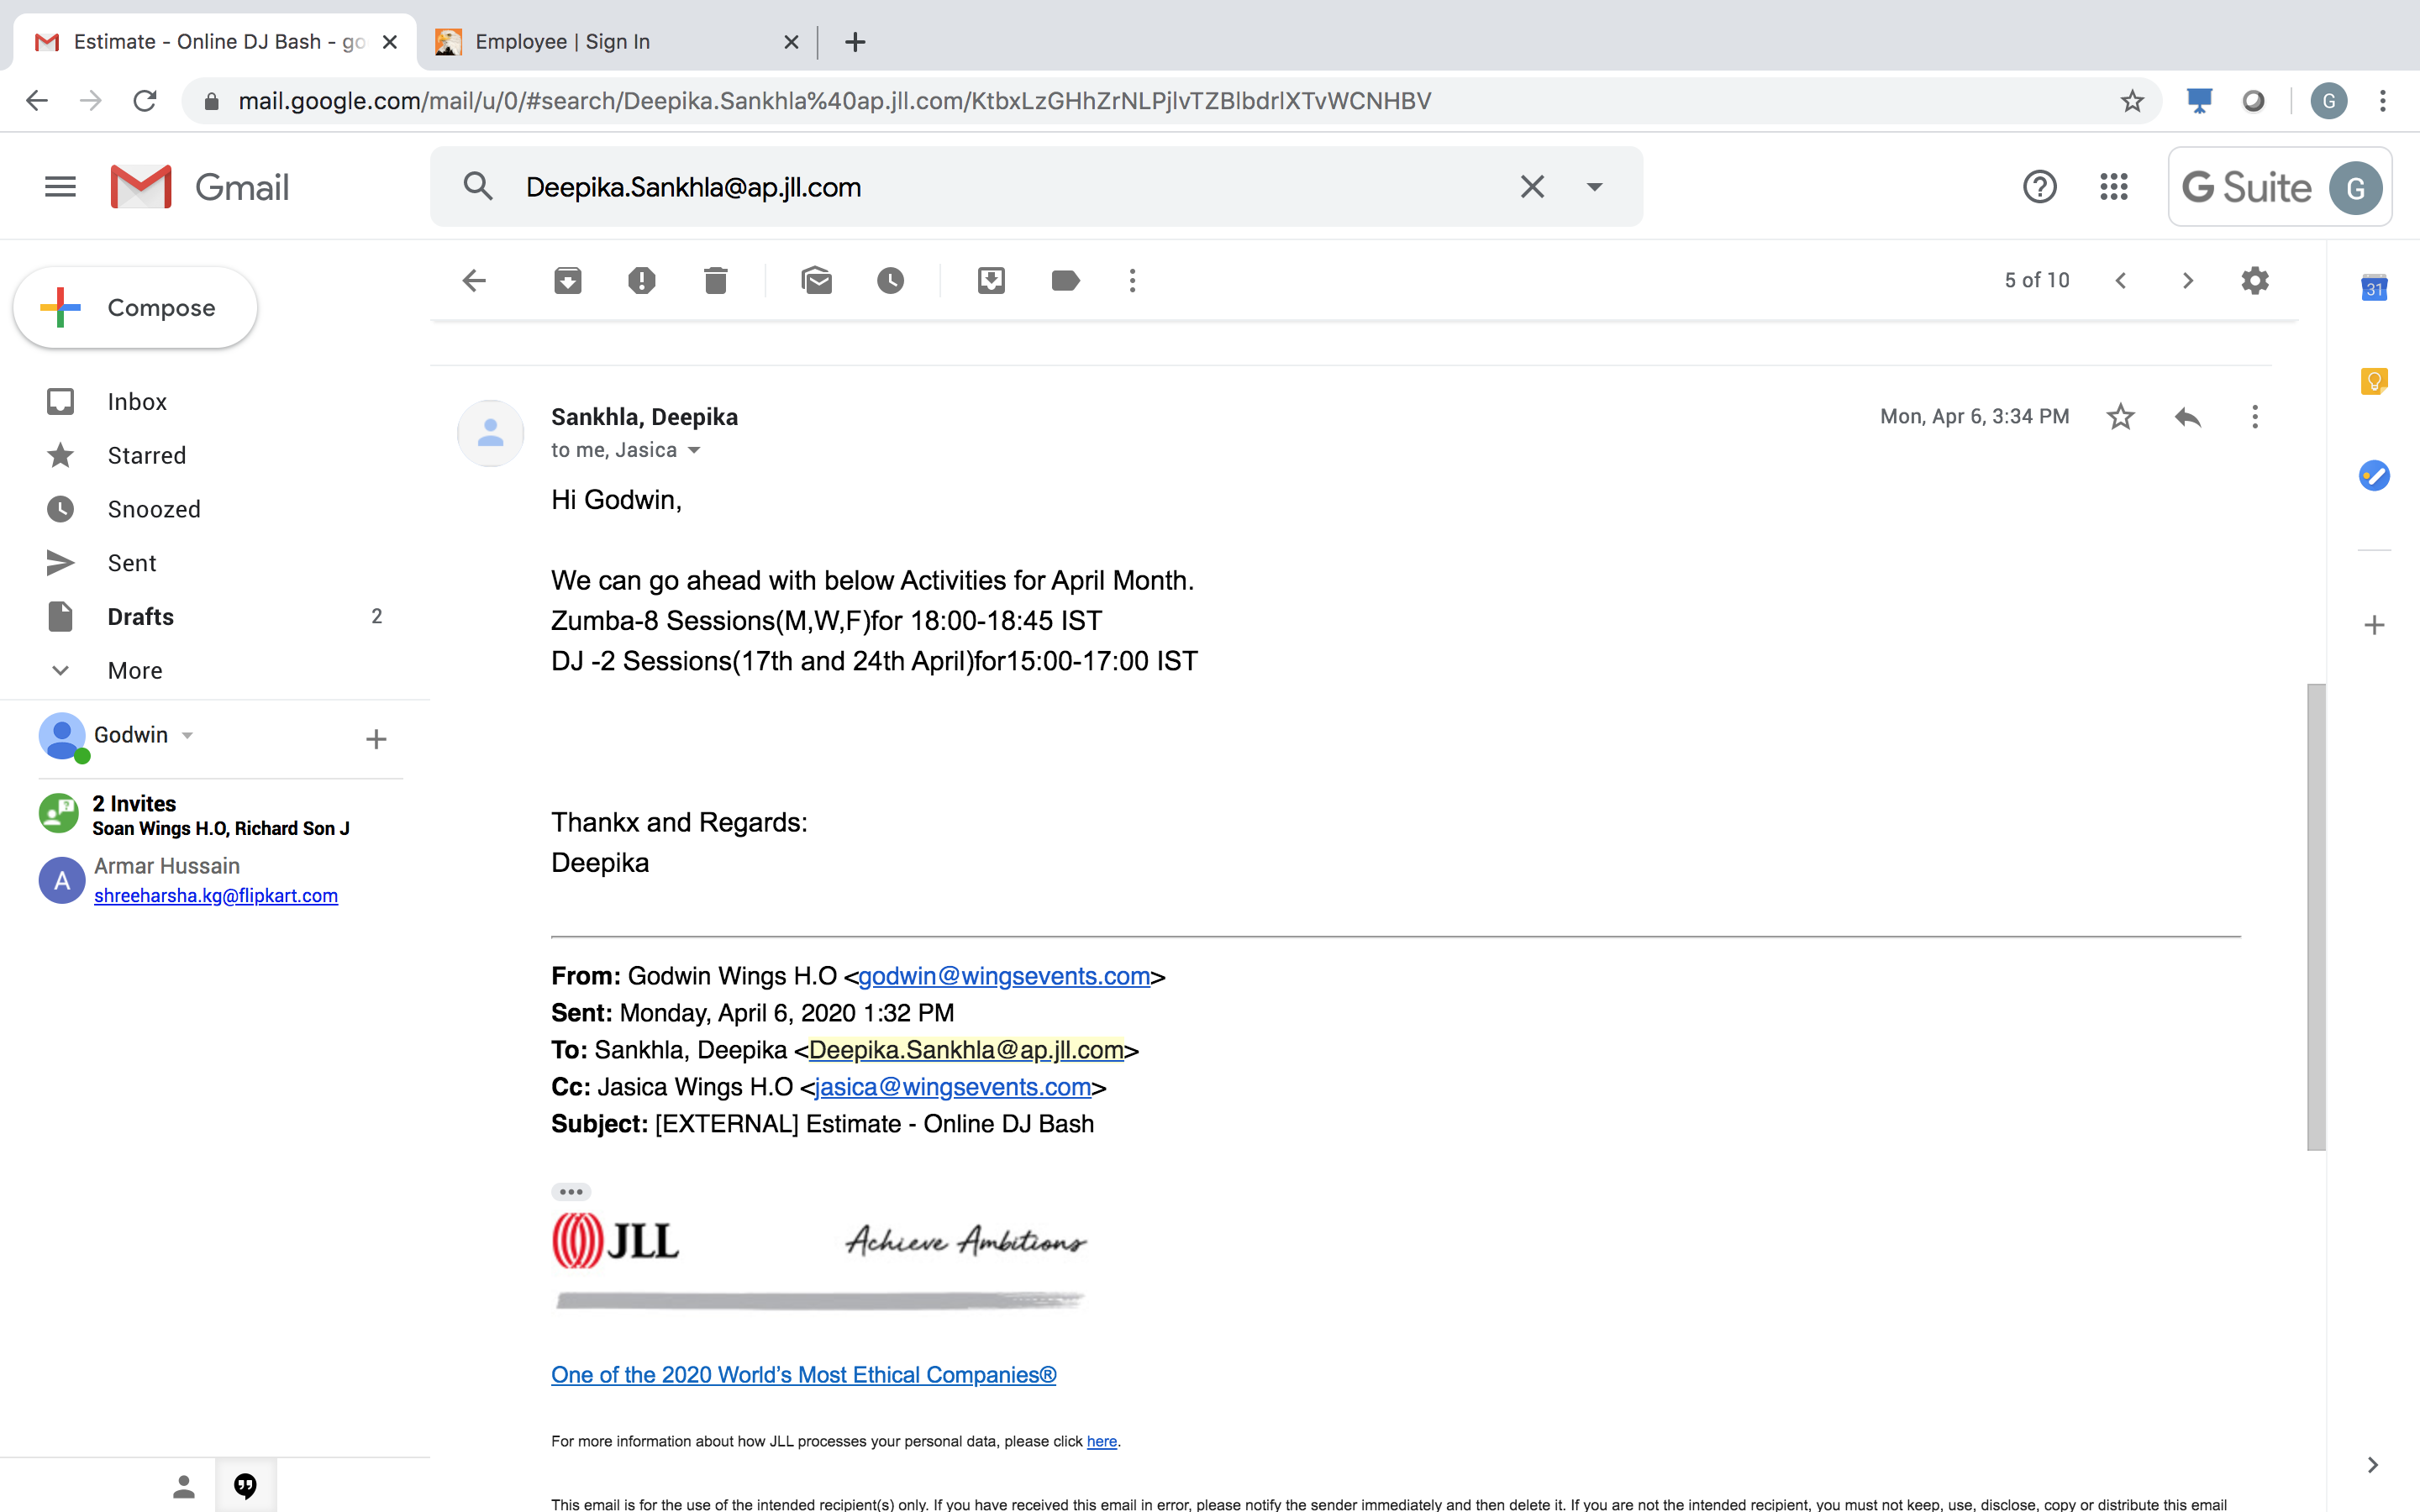 Estimate - Online DJ Bash - go
Employee | Sign In
mail.google.com/mail/u/0/#search/Deepika.Sankhla%40ap.jll.com/KtbxLzGHhZrNLPjlvTZBlbdrlXTvWCNHBV
G
Gmail
Deepika.Sankhla@ap.jll.com
G Suite
G
Compose
5 of 10
31
Inbox
Starred
Snoozed
Sent
Drafts 2
More
Godwin
2 Invites
Soan Wings H.O, Richard Son J
A
Armar Hussain
shreeharsha.kg@flipkart.com
Sankhla, Deepika
Mon, Apr 6, 3:34 PM
to me, Jasica
Hi Godwin,
We can go ahead with below Activities for April Month.
Zumba-8 Sessions(M,W,F)for 18:00-18:45 IST
DJ -2 Sessions(17th and 24th April)for15:00-17:00 IST
Thankx and Regards:
Deepika
From: Godwin Wings H.O <godwin@wingsevents.com>
Sent: Monday, April 6, 2020 1:32 PM
To: Sankhla, Deepika <Deepika.Sankhla@ap.jll.com>
Cc: Jasica Wings H.O <jasica@wingsevents.com>
Subject: [EXTERNAL] Estimate - Online DJ Bash
JLL
Achieve Ambitions
One of the 2020 World's Most Ethical Companies®
For more information about how JLL processes your personal data, please click here.
This email is for the use of the intended recipient(s) only. If you have received this email in error, please notify the sender immediately and then delete it. If you are not the intended recipient, you must not keep, use, disclose, copy or distribute this email